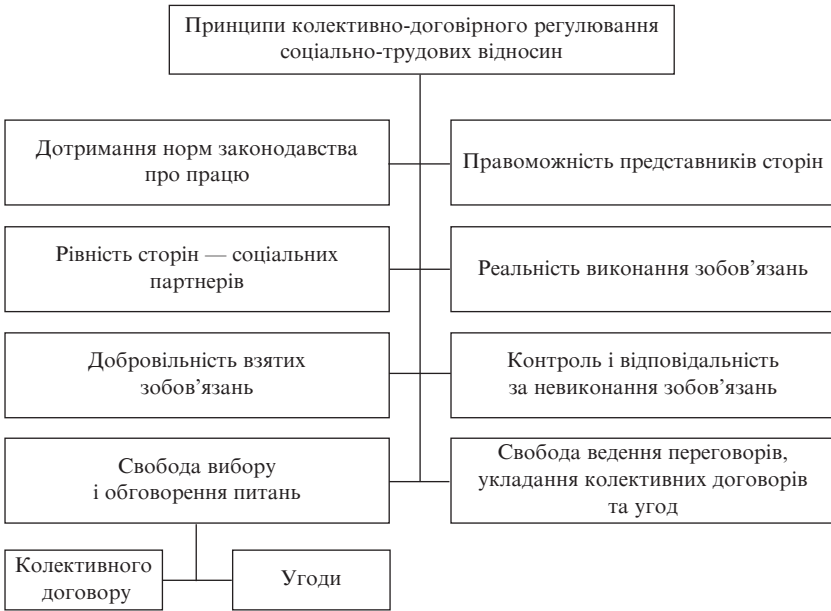 Принципи колективно-договірного регулювання
соціально-трудових відносин
Дотримання норм законодавства
про працю
Правоможність представників сторін
Рівність сторін — соціальних
партнерів
Реальність виконання зобов’язань
Добровільність взятих
зобов’язань
Контроль і відповідальність
за невиконання зобов’язань
Свобода вибору
і обговорення питань
Свобода ведення переговорів,
укладання колективних договорів
та угод
Колективного
договору
Угоди